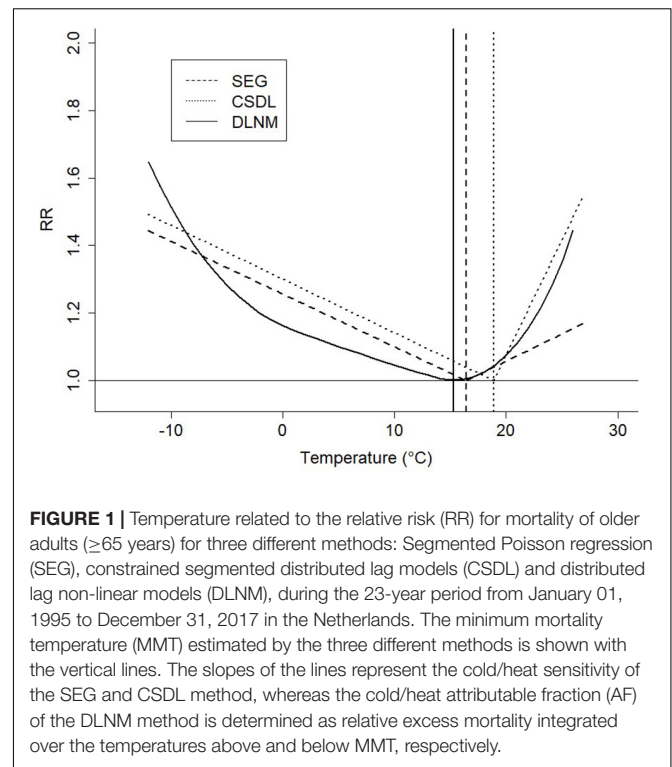 2.0
1.8
1.6
1.4
1.2
1.0
RR
SEG
CSDL
DLNM
-10 0 10 20 30
Temperature (°C)
FIGURE 1 | Temperature related to the relative risk (RR) for mortality of older
adults (≥65 years) for three different methods: Segmented Poisson regression
(SEG), constrained segmented distributed lag models (CSDL) and distributed
lag non-linear models (DLNM), during the 23-year period from January 01,
1995 to December 31, 2017 in the Netherlands. The minimum mortality
temperature (MMT) estimated by the three different methods is shown with
the vertical lines. The slopes of the lines represent the cold/heat sensitivity of
the SEG and CSDL method, whereas the cold/heat attributable fraction (AF)
of the DLNM method is determined as relative excess mortality integrated
over the temperatures above and below MMT, respectively.